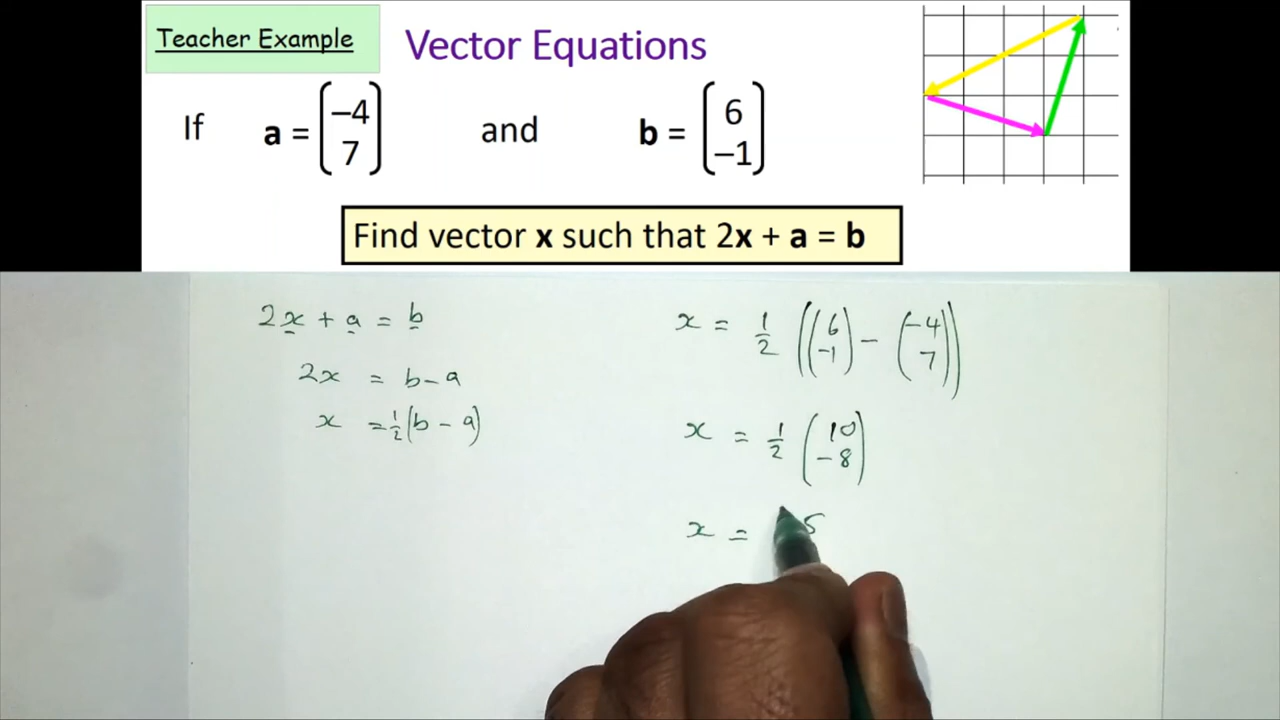 Teacher Example
Vector Equations
If a = (–4 7) and b = (6 –1)
Find vector x such that 2x + a = b
2x + a = b
2x = b - a
x = 1/2 (b - a)
x = 1/2 ((6 -1) - (-4 7))
x = 1/2 (10 -8)
x = 5